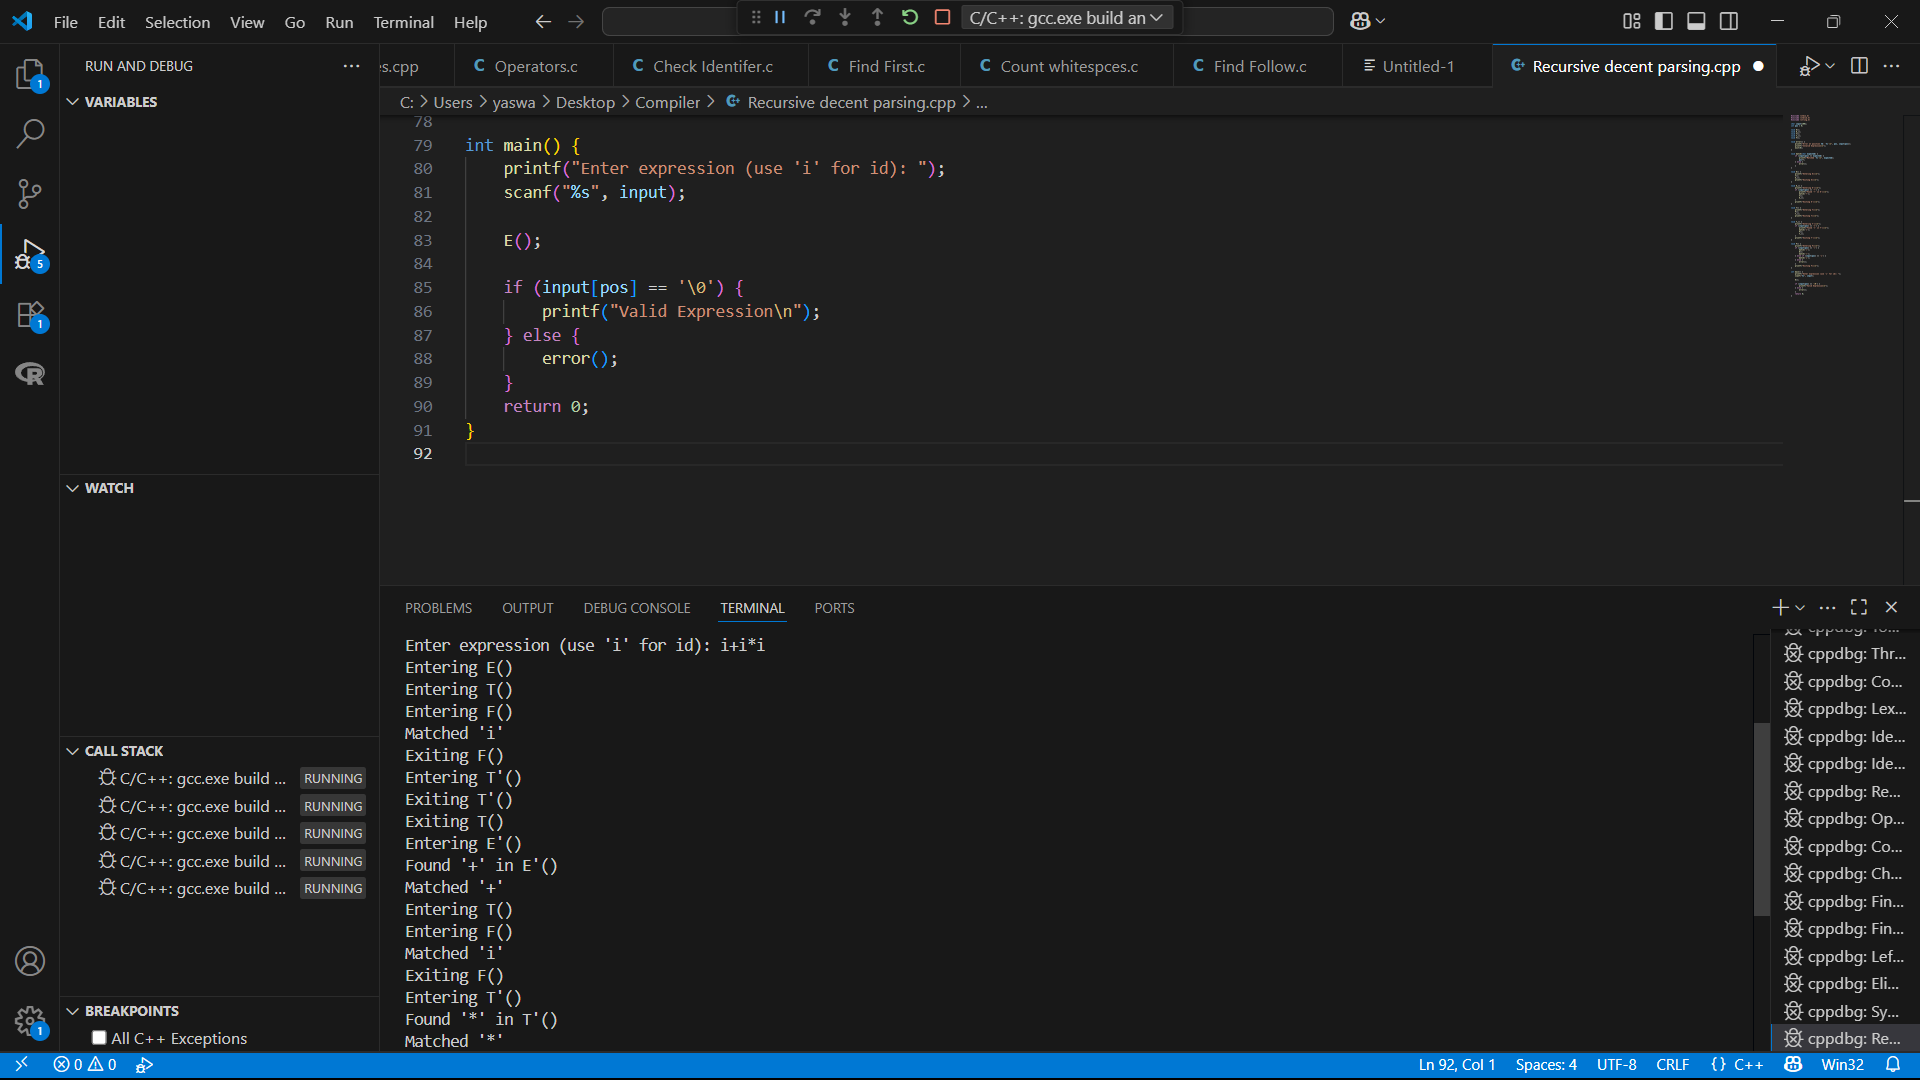 File Edit Selection View Go Run Terminal Help
C/C++: gcc.exe build an
RUN AND DEBUG
s.cpp
Operators.c
Check Identifer.c
Find First.c
Count whitespces.c
Find Follow.c
Untitled-1
Recursive decent parsing.cpp
C: > Users > yaswa > Desktop > Compiler > Recursive decent parsing.cpp > ...
VARIABLES
WATCH
CALL STACK
C/C++: gcc.exe build ... RUNNING
C/C++: gcc.exe build ... RUNNING
C/C++: gcc.exe build ... RUNNING
C/C++: gcc.exe build ... RUNNING
C/C++: gcc.exe build ... RUNNING
BREAKPOINTS
All C++ Exceptions
1
5
1
1
78
79 int main() {
80 printf("Enter expression (use 'i' for id): ");
81 scanf("%s", input);
82
83 E();
84
85 if (input[pos] == '\0') {
86 printf("Valid Expression\n");
87 } else {
88 error();
89 }
90 return 0;
91 }
92
PROBLEMS OUTPUT DEBUG CONSOLE TERMINAL PORTS
Enter expression (use 'i' for id): i+i*i
Entering E()
Entering T()
Entering F()
Matched 'i'
Exiting F()
Entering T'()
Exiting T'()
Exiting T()
Entering E'()
Found '+' in E'()
Matched '+'
Entering T()
Entering F()
Matched 'i'
Exiting F()
Entering T'()
Found '*' in T'()
Matched '*'
cppdbg: Thr...
cppdbg: Co...
cppdbg: Lex...
cppdbg: Ide...
cppdbg: Ide...
cppdbg: Re...
cppdbg: Op...
cppdbg: Co...
cppdbg: Ch...
cppdbg: Fin...
cppdbg: Fin...
cppdbg: Lef...
cppdbg: Eli...
cppdbg: Sy...
cppdbg: Re...
0 0
Ln 92, Col 1 Spaces: 4 UTF-8 CRLF {} C++ Win32